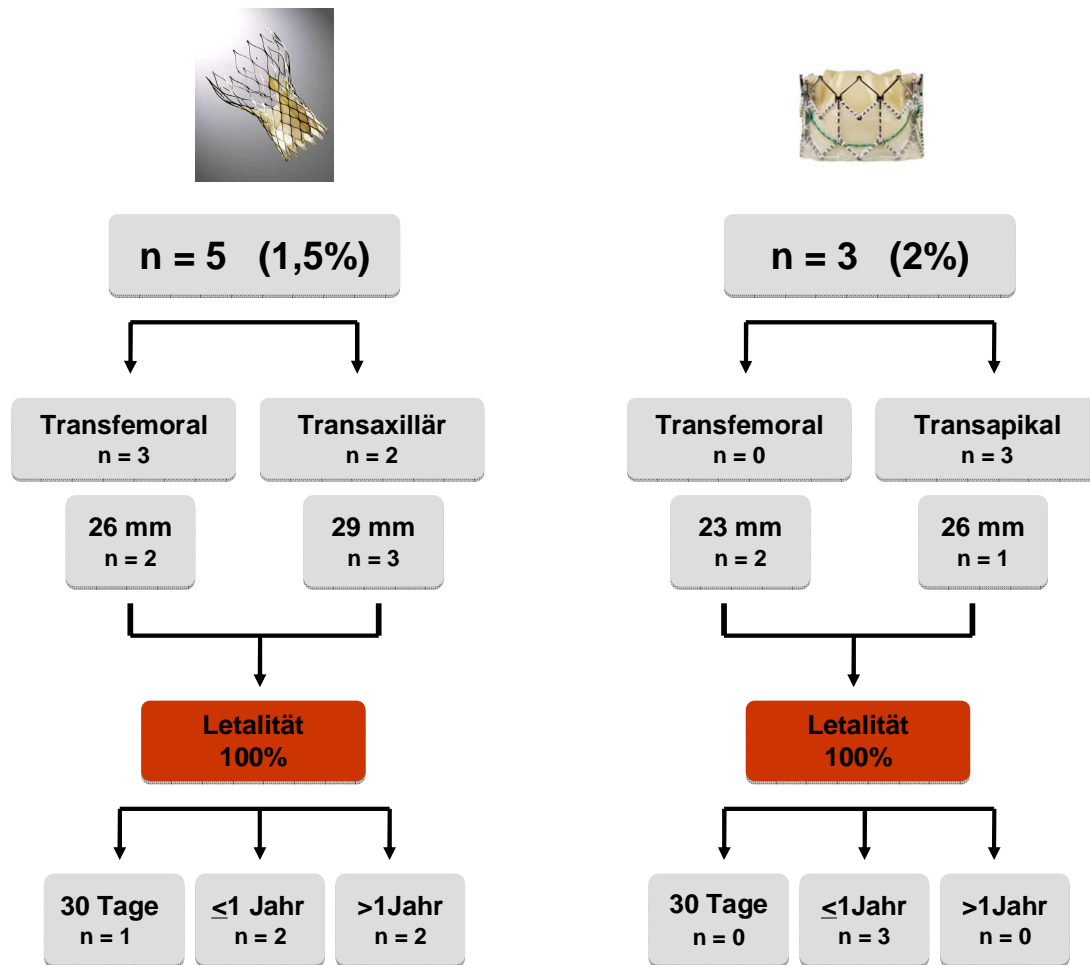 n = 5 (1,5%)
n = 3 (2%)
Transfemoral
n = 3
Transaxillär
n = 2
Transfemoral
n = 0
Transapikal
n = 3
26 mm
n = 2
29 mm
n = 3
23 mm
n = 2
26 mm
n = 1
Letalität
100%
Letalität
100%
30 Tage
n = 1
≤1 Jahr
n = 2
>1Jahr
n = 2
30 Tage
n = 0
≤1Jahr
n = 3
>1Jahr
n = 0